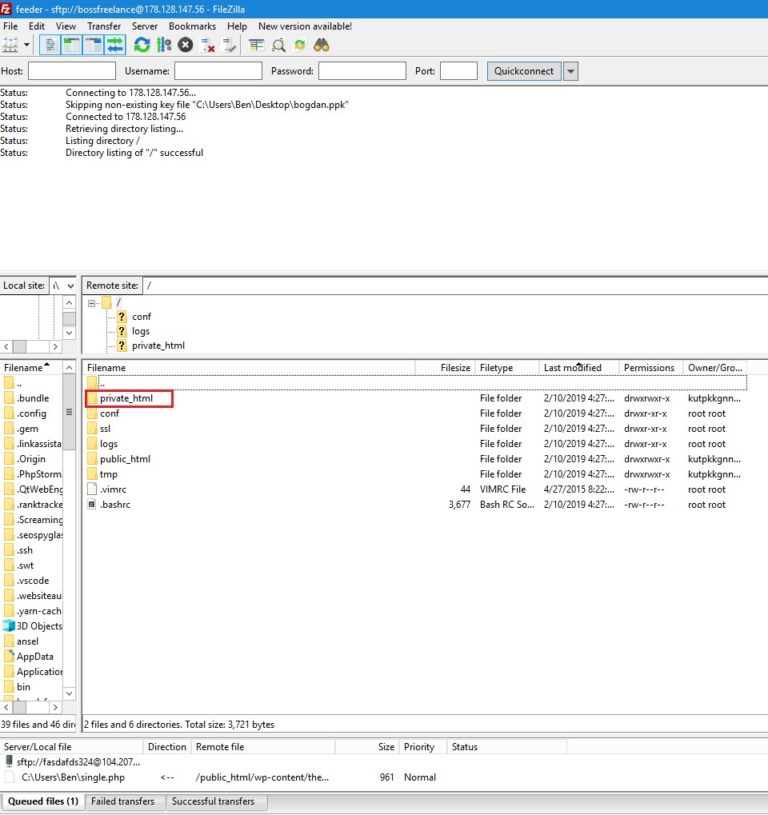 feeder - sftp://bossfreelance@178.128.147.56 - FileZilla
File Edit View Transfer Server Bookmarks Help New version available!
Host: Username: Password: Port: Quickconnect
Status: Connecting to 178.128.147.56...
Status: Skipping non-existing key file "C:\Users\Ben\Desktop\bogdan.ppk"
Status: Connected to 178.128.147.56
Status: Retrieving directory listing...
Status: Listing directory /
Status: Directory listing of "/" successful
Local site: Remote site: /
/
conf
logs
private_html
Filename
..
.bundle
.config
.gem
.linkassista
.Origin
.PhpStorm
.QtWebEng
.ranktracke
.Screaming
.seospyglas
.ssh
.swt
.vscode
.websiteau
.yarn-cach
3D Objects
ansel
AppData
Application
bin
39 files and 46 dir
Filename Filesize Filetype Last modified Permissions Owner/Gro...
..
private_html File folder 2/10/2019 4:27:... drwxrwxr-x kutpkkgnn...
conf File folder 2/10/2019 4:27:... drwxr-xr-x root root
ssl File folder 2/10/2019 4:27:... drwxr-xr-x root root
logs File folder 2/10/2019 4:27:... drwxr-xr-x root root
public_html File folder 2/10/2019 4:27:... drwxrwxr-x kutpkkgnn...
tmp File folder 2/10/2019 4:27:... drwxrwxr-x kutpkkgnn...
.vimrc 44 VIMRC File 4/27/2015 8:22:... -rw-r--r-- root root
.bashrc 3,677 Bash RC So... 2/10/2019 4:27:... -rw-r--r-- root root
2 files and 6 directories. Total size: 3,721 bytes
Server/Local file Direction Remote file Size Priority Status
sftp://fasdafds324@104.207...
C:\Users\Ben\single.php <-- /public_html/wp-content/the... 961 Normal
Queued files (1) Failed transfers Successful transfers